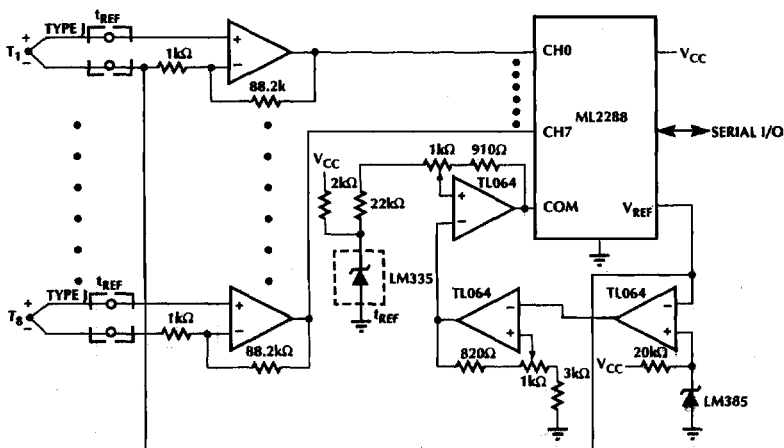 tREF
TYPE J
+
T1
−
1kΩ
+
−
88.2k
CH0
VCC
ML2288
CH7
SERIAL I/O
VCC
2kΩ
22kΩ
1kΩ
910Ω
TL064
+
−
COM
VREF
LM335
tREF
tREF
TYPE J
+
T8
−
1kΩ
+
−
88.2kΩ
TL064
−
+
820Ω
1kΩ
3kΩ
TL064
−
+
20kΩ
VCC
LM385